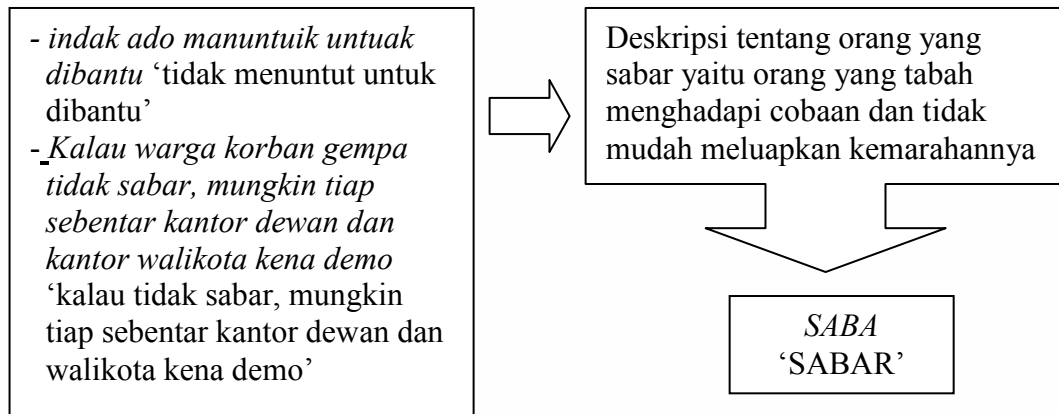 - indak ado manuntuik untuak
dibantu ‘tidak menuntut untuk
dibantu’
- Kalau warga korban gempa
tidak sabar, mungkin tiap
sebentar kantor dewan dan
kantor walikota kena demo
‘kalau tidak sabar, mungkin
tiap sebentar kantor dewan dan
walikota kena demo’
Deskripsi tentang orang yang
sabar yaitu orang yang tabah
menghadapi cobaan dan tidak
mudah meluapkan kemarahannya
SABA
‘SABAR’